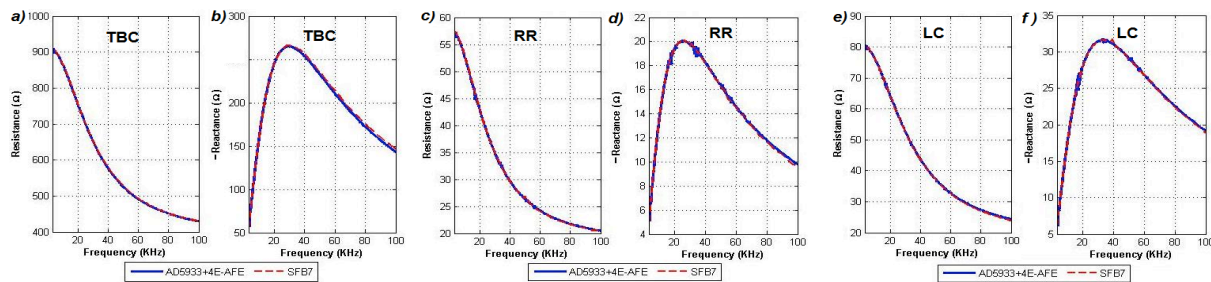 a)
TBC
Resistance (Ω)
1000
900
800
700
600
500
400
20
40
60
80
100
Frequency (KHz)
b)
TBC
−Reactance (Ω)
300
250
200
150
100
50
20
40
60
80
100
Frequency (KHz)
AD5933+4E-AFE
SFB7
c)
RR
Resistance (Ω)
60
55
50
45
40
35
30
25
20
20
40
60
80
100
Frequency (KHz)
d)
RR
−Reactance (Ω)
22
20
18
16
14
12
10
8
6
4
20
40
60
80
100
Frequency (KHz)
AD5933+4E-AFE
SFB7
e)
LC
Resistance (Ω)
90
80
70
60
50
40
30
20
20
40
60
80
100
Frequency (KHz)
f)
LC
−Reactance (Ω)
35
30
25
20
15
10
5
20
40
60
80
100
Frequency (KHz)
AD5933+4E-AFE
SFB7